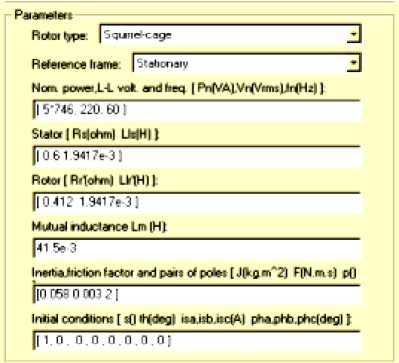 Parameters
Rotor type: Squirrel-cage
Reference frame: Stationary
Nom. power,L-L volt. and freq. [ Pn(VA),Vn(Vrms),fn(Hz) ]:
[ 5*746, 220, 60 ]
Stator [ Rs(ohm) Lls(H) ]:
[ 0.6 1.9417e-3 ]
Rotor [ Rr'(ohm) Llr'(H) ]:
[ 0.412 1.9417e-3 ]
Mutual inductance Lm (H):
41.5e-3
Inertia,friction factor and pairs of poles [ J(kg.m^2) F(N.m.s) p()
[0.058 0.003 2 ]
Initial conditions [ s() th(deg) isa,isb,isc(A) pha,phb,phc(deg) ]:
[ 1, 0 , 0, 0, 0, 0, 0, 0 ]